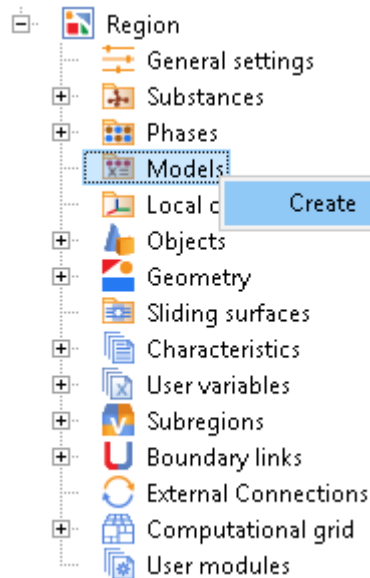 Region
General settings
Substances
Phases
Models
Local c
Create
Objects
Geometry
Sliding surfaces
Characteristics
User variables
Subregions
Boundary links
External Connections
Computational grid
User modules